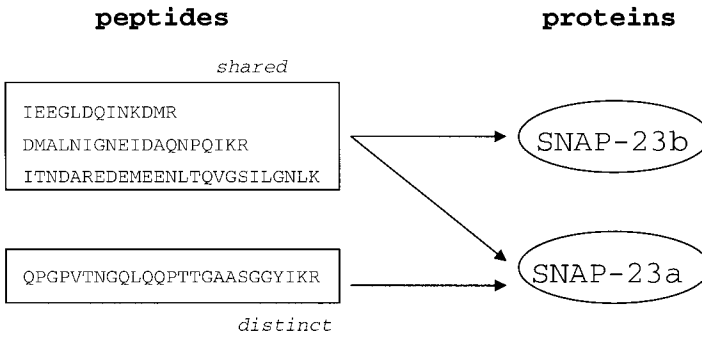 peptides
proteins
shared
IEEGLDQINKDMR
DMALNIGNEIDAQNPQIKR
ITNDAREDEMEENLTQVGSILGNLK
SNAP-23b
QPGPVTNGQLQQPTTGAASGGYIKR
SNAP-23a
distinct